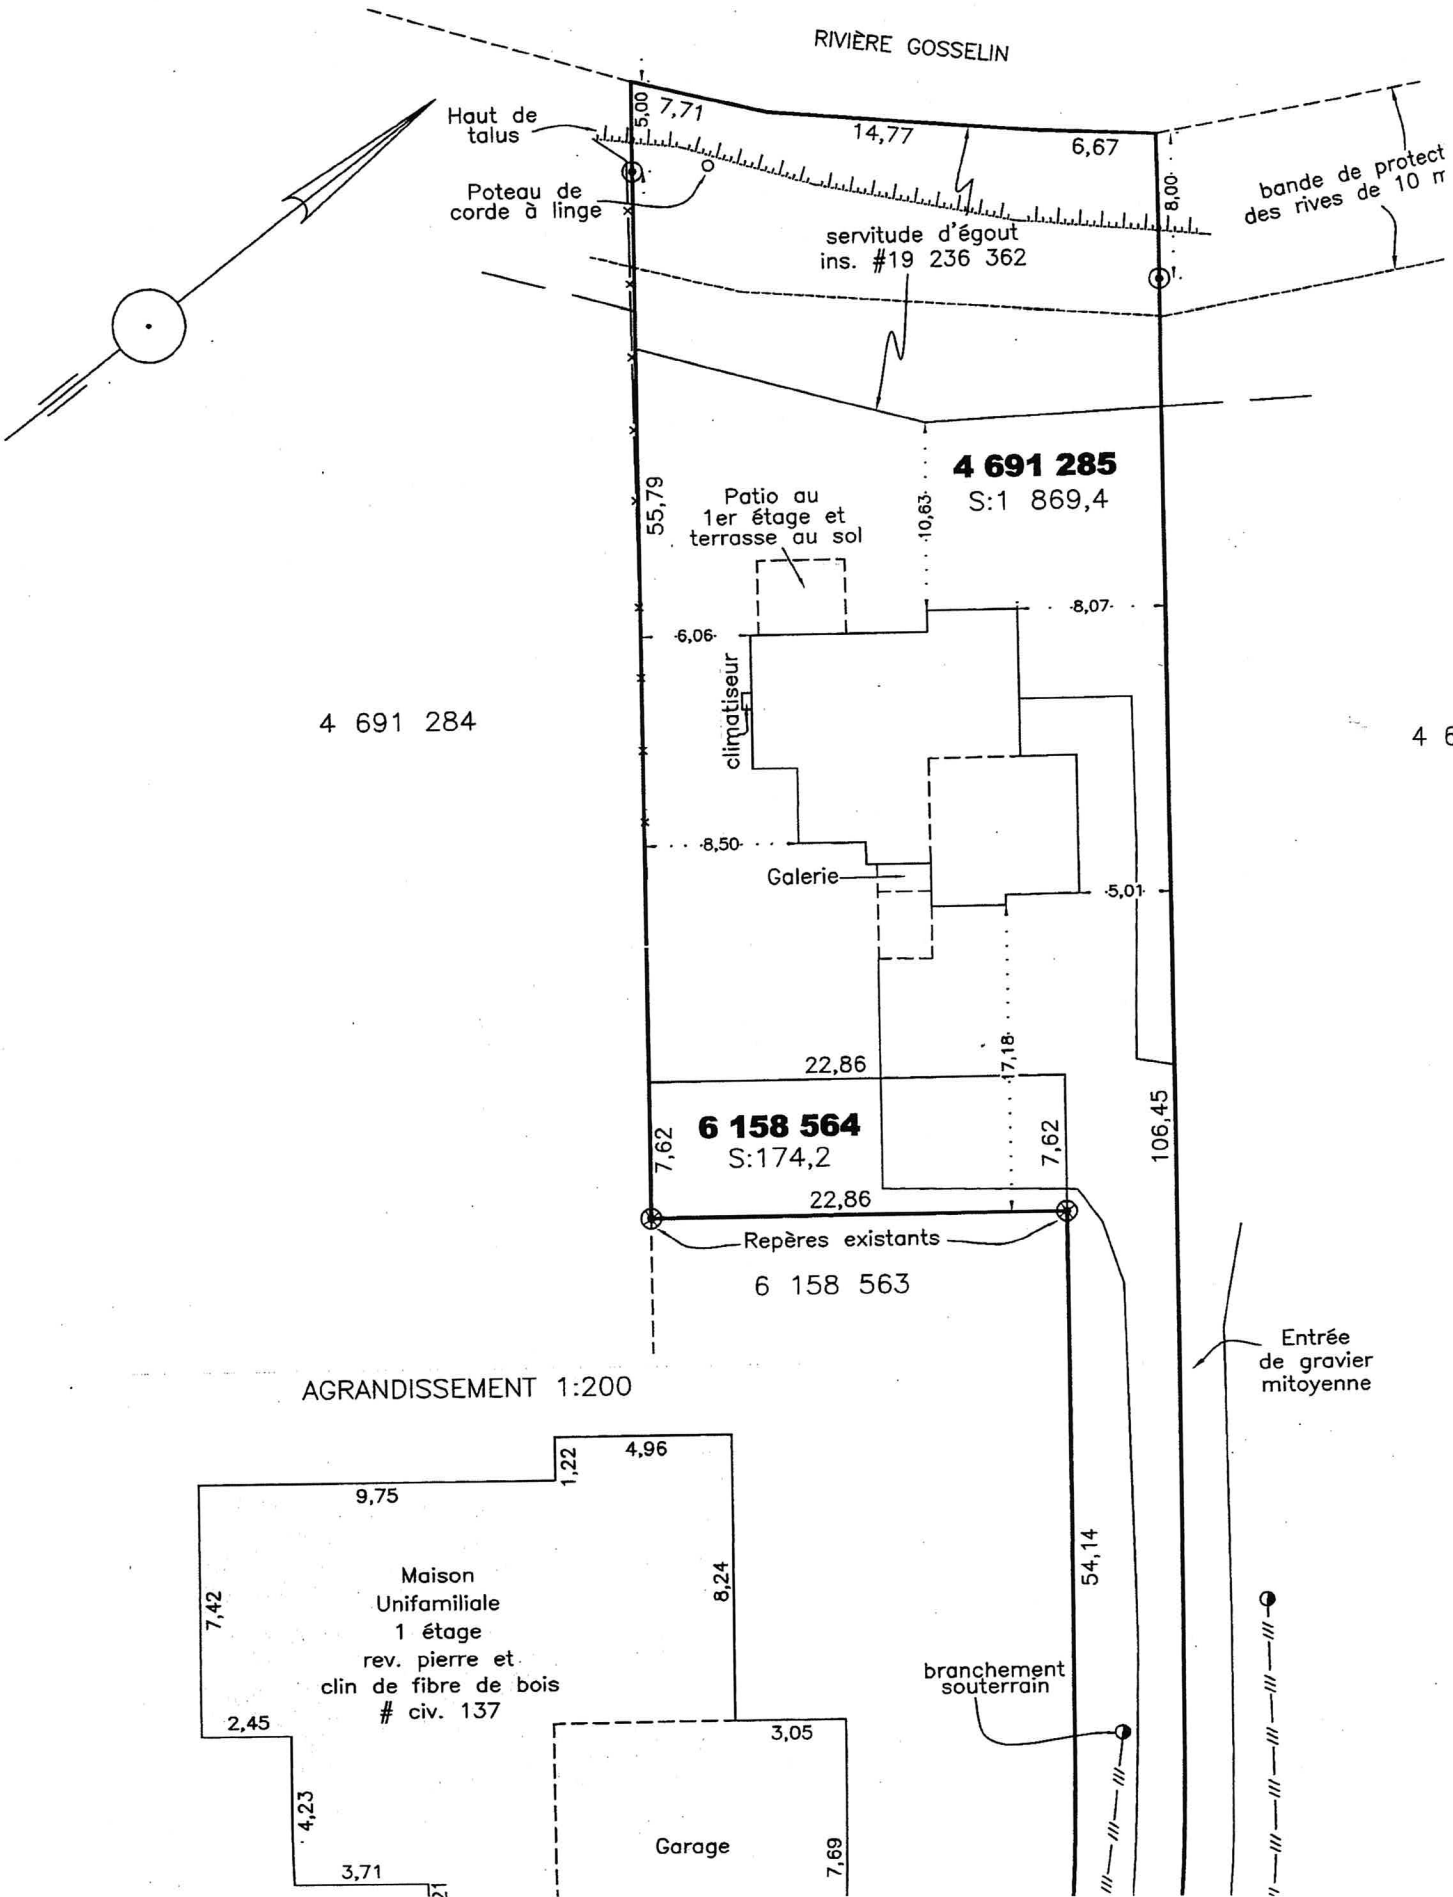 RIVIÈRE GOSSELIN
5,00
7,71
14,77
6,67
8,00
Haut de
talus
Poteau de
corde à linge
bande de protect
des rives de 10 m
servitude d'égout
ins. #19 236 362
4 691 285
S:1 869,4
55,79
10,63
Patio au
1er étage et
terrasse au sol
8,07
6,06
climatiseur
4 691 284
4 6
8,50
Galerie
5,01
17,18
22,86
6 158 564
S:174,2
7,62
7,62
106,45
22,86
Repères existants
6 158 563
Entrée
de gravier
mitoyenne
AGRANDISSEMENT 1:200
4,96
1,22
9,75
7,42
8,24
Maison
Unifamiliale
1 étage
rev. pierre et
clin de fibre de bois
# civ. 137
54,14
2,45
3,05
branchement
souterrain
4,23
Garage
7,69
3,71
21